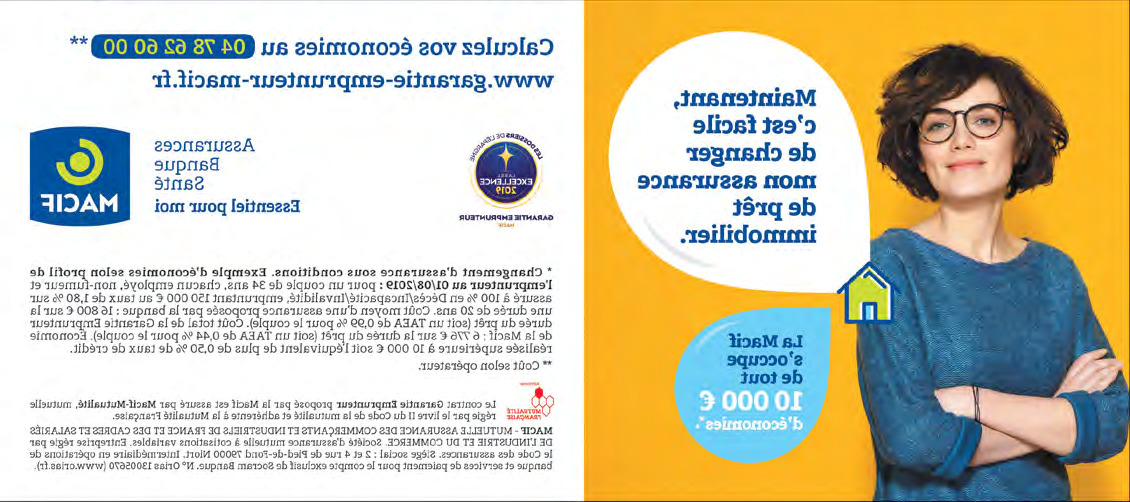 Maintenant,
c'est facile
de changer
mon assurance
de prêt
immobilier.
La Macif
s'occupe
de tout
10 000 €
d'économies*.
Calculez vos économies au 04 78 62 60 00 **
www.garantie-emprunteur-macif.fr
LES DOSSIERS DE L'ÉPARGNE
LABEL
EXCELLENCE
2019
GARANTIE EMPRUNTEUR
MACIF
Assurances
Banque
Santé
Essentiel pour moi
MACIF
* Changement d'assurance sous conditions. Exemple d'économies selon profil de
l'emprunteur au 01/08/2019 : pour un couple de 34 ans, chacun employé, non-fumeur et
assuré à 100 % en Décès/Incapacité/Invalidité, empruntant 150 000 € au taux de 1,80 % sur
une durée de 20 ans. Coût moyen d'une assurance proposée par la banque : 16 800 € sur la
durée du prêt (soit un TAEA de 0,99 % pour le couple). Coût total de la Garantie Emprunteur
de la Macif : 6 776 € sur la durée du prêt (soit un TAEA de 0,44 % pour le couple). Économie
réalisée supérieure à 10 000 € soit l'équivalent de plus de 0,50 % de taux de crédit.
** Coût selon opérateur.
MUTUALITÉ
FRANÇAISE
Le contrat Garantie Emprunteur proposé par la Macif est assuré par Macif-Mutualité, mutuelle
régie par le livre II du Code de la mutualité et adhérente à la Mutualité Française.
MACIF - MUTUELLE ASSURANCE DES COMMERÇANTS ET INDUSTRIELS DE FRANCE ET DES CADRES ET SALARIÉS
DE L'INDUSTRIE ET DU COMMERCE. Société d'assurance mutuelle à cotisations variables. Entreprise régie par
le Code des assurances. Siège social : 2 et 4 rue de Pied-de-Fond 79000 Niort. Intermédiaire en opérations de
banque et services de paiement pour le compte exclusif de Socram Banque. N° Orias 13005670 (www.orias.fr).